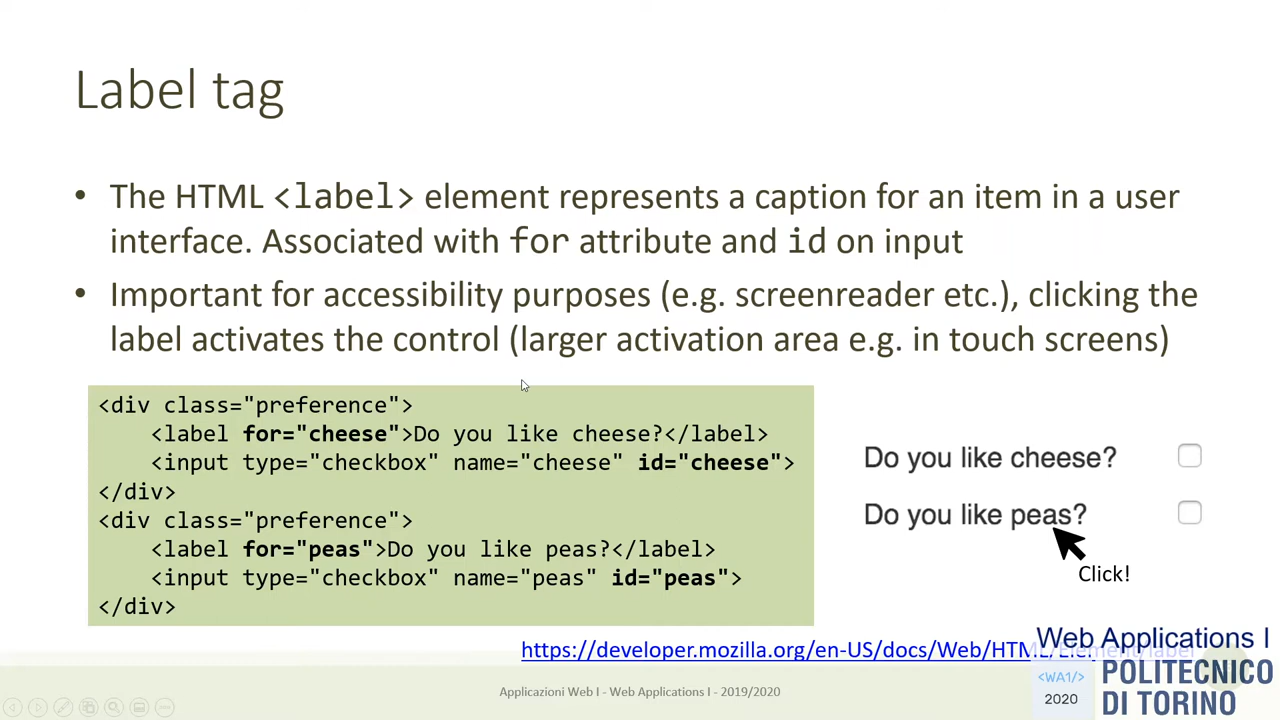 Label tag
• The HTML <label> element represents a caption for an item in a user
interface. Associated with for attribute and id on input
• Important for accessibility purposes (e.g. screenreader etc.), clicking the
label activates the control (larger activation area e.g. in touch screens)
<div class="preference">
    <label for="cheese">Do you like cheese?</label>
    <input type="checkbox" name="cheese" id="cheese">
</div>
<div class="preference">
    <label for="peas">Do you like peas?</label>
    <input type="checkbox" name="peas" id="peas">
</div>
Do you like cheese?
Do you like peas?
Click!
https://developer.mozilla.org/en-US/docs/Web/HTML/Element/label
Web Applications I
<WA1/>
2020
POLITECNICO
DI TORINO
Applicazioni Web I - Web Applications I - 2019/2020